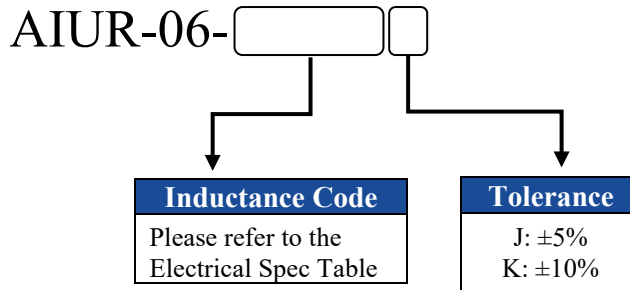 AIUR-06-
Inductance Code
Please refer to the
Electrical Spec Table
Tolerance
J: ±5%
K: ±10%